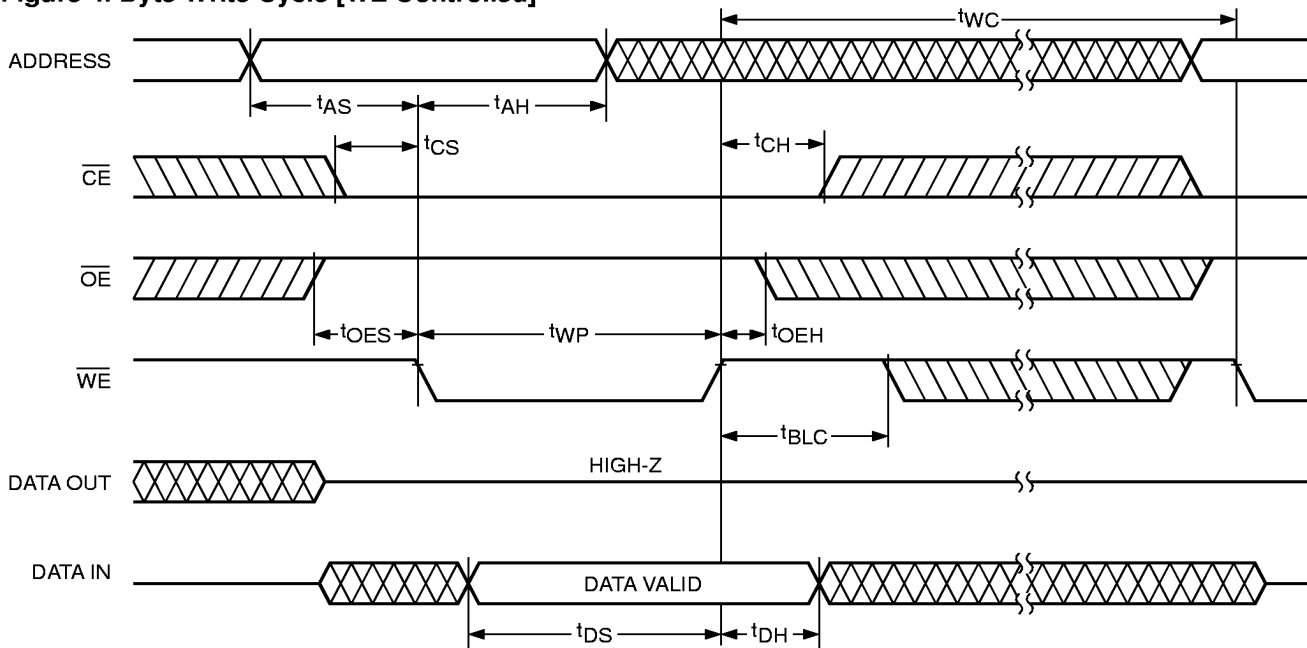 Figure 4. Byte Write Cycle [WE Controlled]
tWC
ADDRESS
tAS
tAH
tCS
tCH
CE
OE
tOES
tWP
tOEH
WE
tBLC
HIGH-Z
DATA OUT
DATA IN
DATA VALID
tDS
tDH